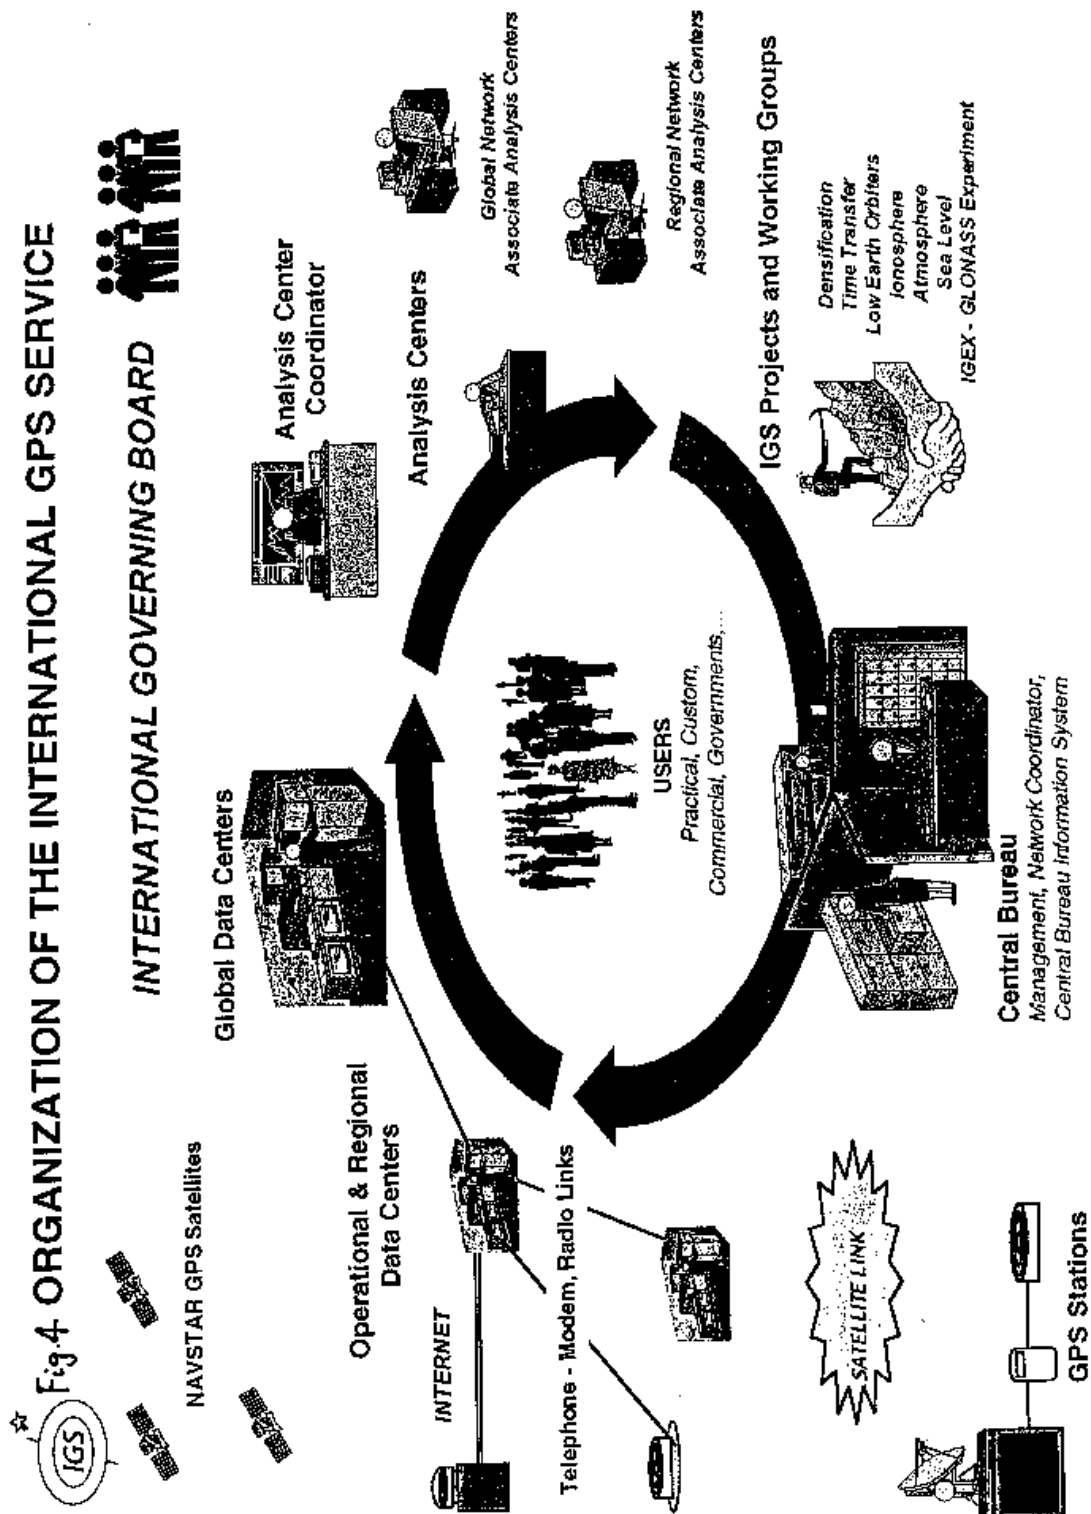 IGS
Fig.4 ORGANIZATION OF THE INTERNATIONAL GPS SERVICE
INTERNATIONAL GOVERNING BOARD
NAVSTAR GPS Satellites
Global Data Centers
Analysis Center
Coordinator
Operational & Regional
Data Centers
Analysis Centers
Global Network
Associate Analysis Centers
INTERNET
Telephone - Modem, Radio Links
USERS
Practical, Custom,
Commercial, Governments,...
Regional Network
Associate Analysis Centers
IGS Projects and Working Groups
Densification
Time Transfer
Low Earth Orbiters
Ionosphere
Atmosphere
Sea Level
IGEX - GLONASS Experiment
SATELLITE LINK
Central Bureau
Management, Network Coordinator,
Central Bureau Information System
GPS Stations